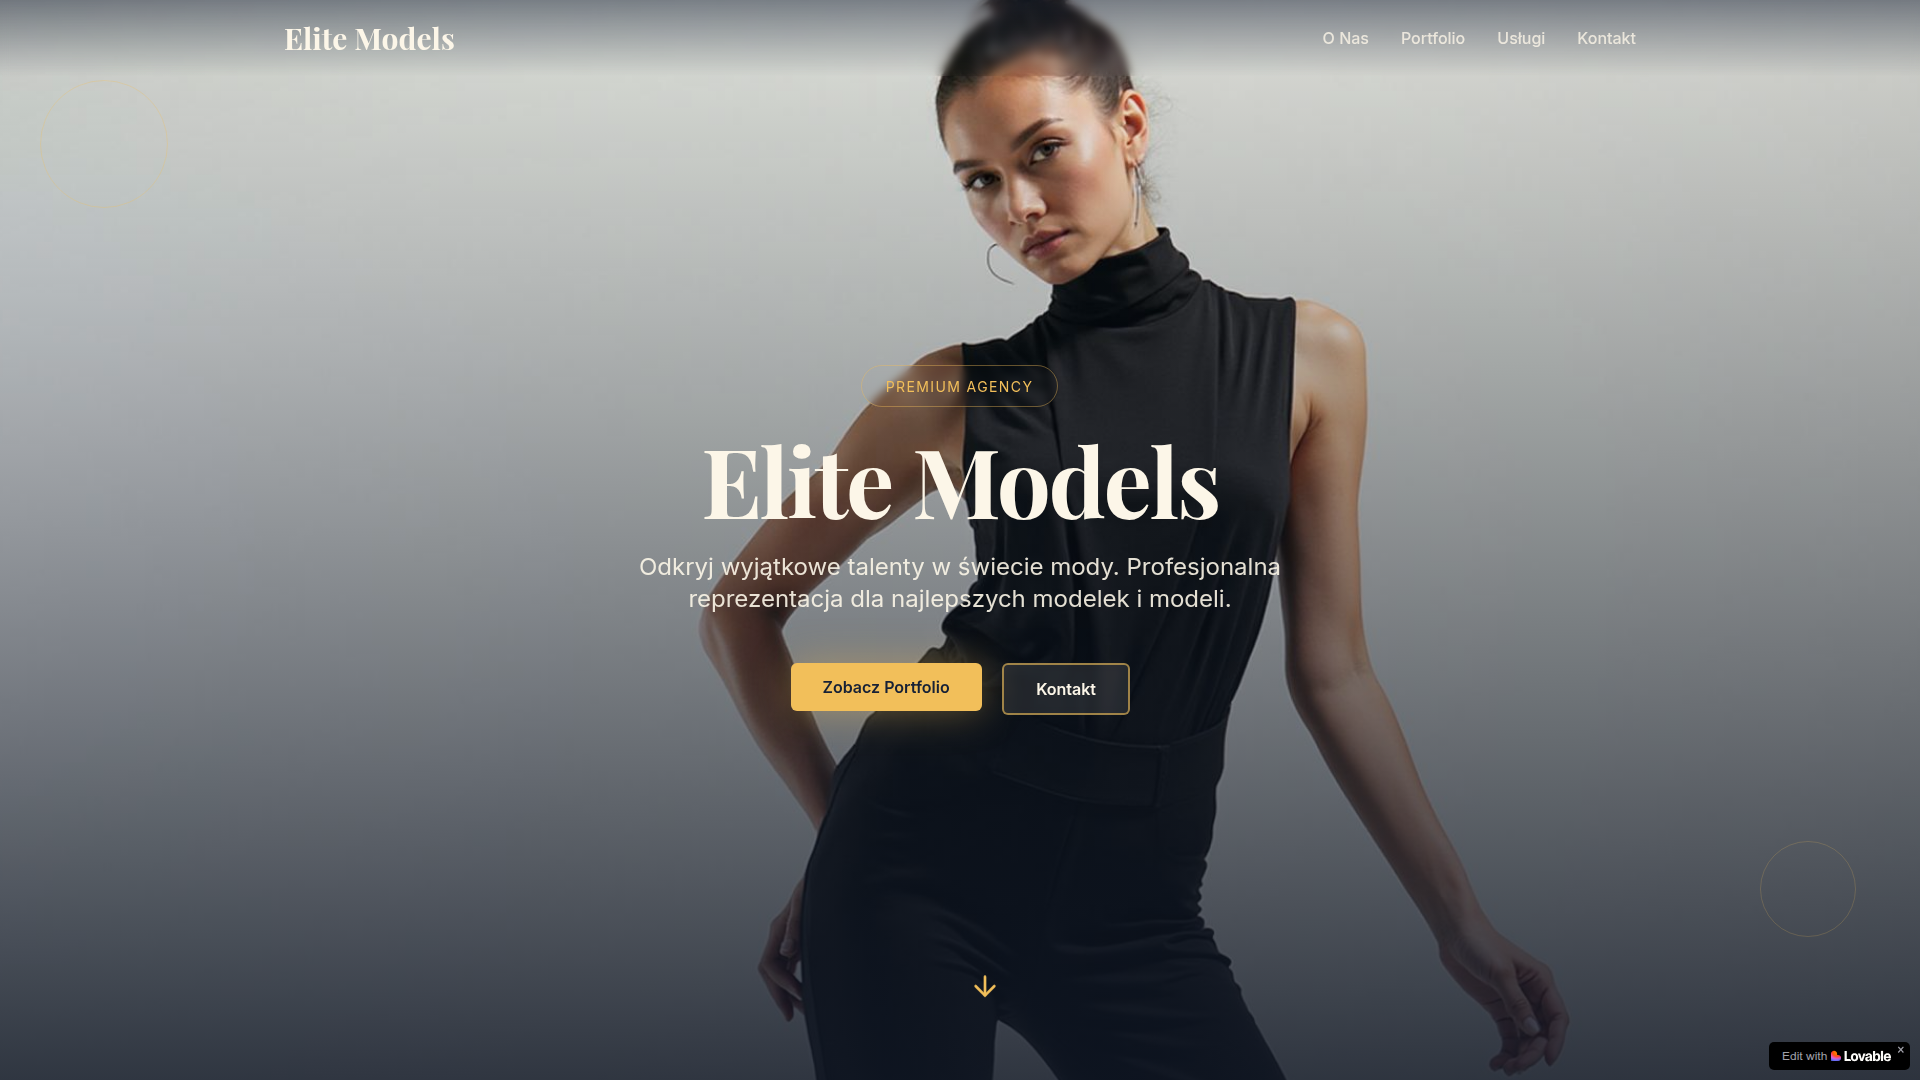 Elite Models
O Nas
Portfolio
Usługi
Kontakt
PREMIUM AGENCY
Elite Models
Odkryj wyjątkowe talenty w świecie mody. Profesjonalna
reprezentacja dla najlepszych modelek i modeli.
Zobacz Portfolio
Kontakt
Edit with Lovable